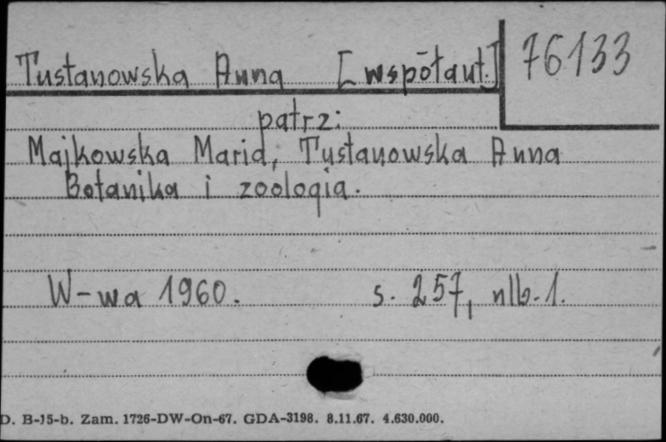 Tustanowska Anna [współaut.] 76133
patrz:
Majkowska Maria, Tustanowska Anna
Botanika i zoologia.
W-wa 1960. s. 257, nlb. 1.
D. B-15-b. Zam. 1726-DW-On-67. GDA-3198. 8.11.67. 4.630.000.